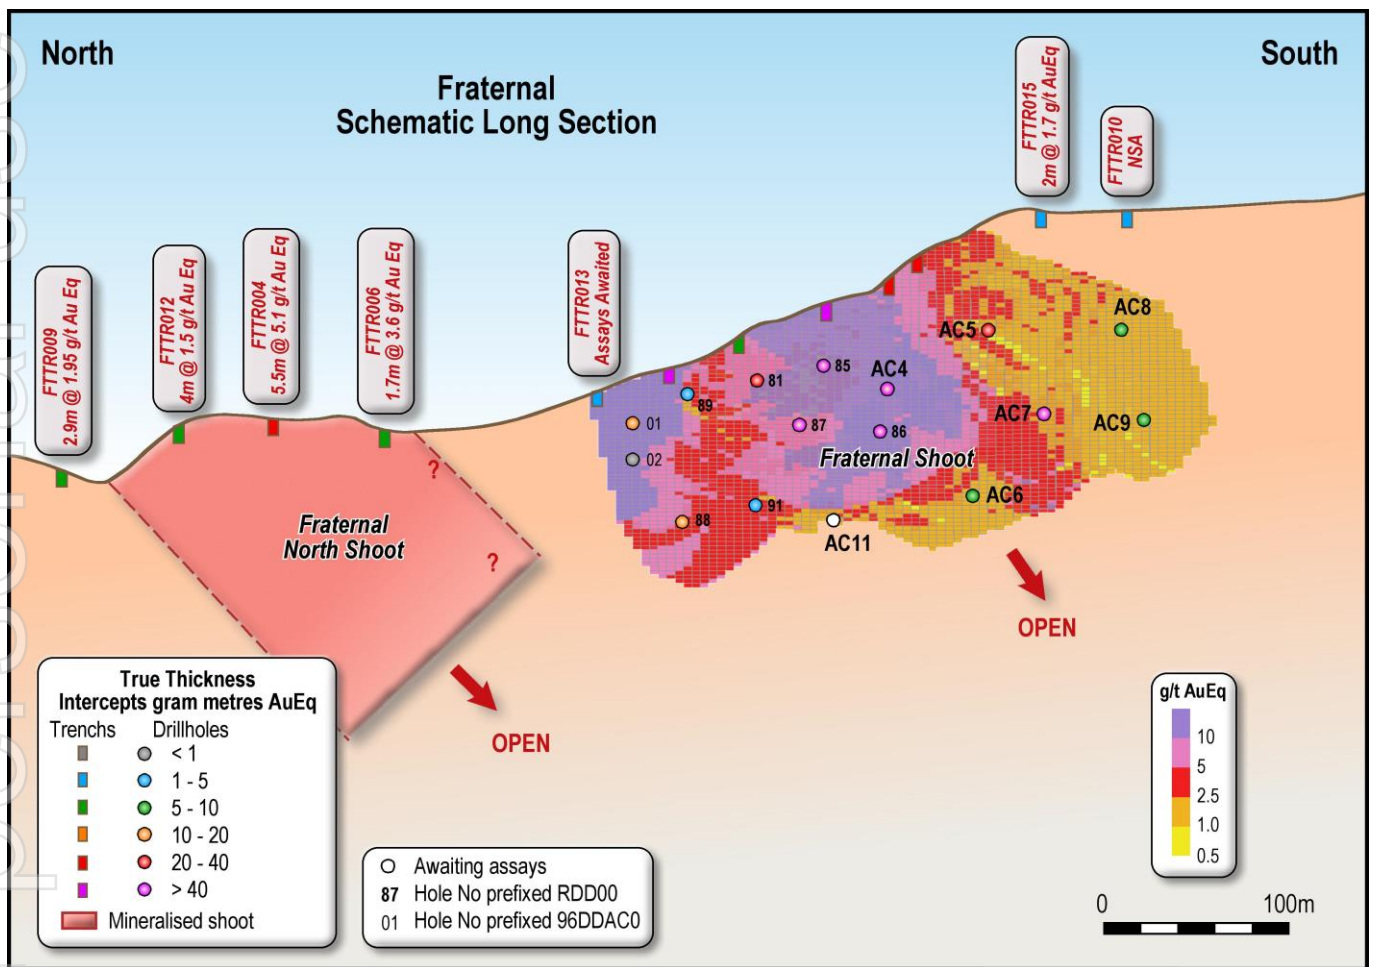 North
South
Fraternal
Schematic Long Section
FTTR009
2.9m @ 1.95 g/t Au Eq
FTTR012
4m @ 1.5 g/t Au Eq
FTTR004
5.5m @ 5.1 g/t Au Eq
FTTR006
1.7m @ 3.6 g/t Au Eq
FTTR013
Assays Awaited
FTTR015
2m @ 1.7 g/t AuEq
FTTR010
NSA
AC8
AC5
85
AC4
81
89
01
87
86
AC7
AC9
Fraternal Shoot
02
?
AC6
91
88
AC11
Fraternal
North Shoot
?
OPEN
OPEN
True Thickness
Intercepts gram metres AuEq
Trenchs Drillholes
< 1
1 - 5
5 - 10
10 - 20
20 - 40
> 40
Mineralised shoot
Awaiting assays
87 Hole No prefixed RDD00
01 Hole No prefixed 96DDAC0
g/t AuEq
10
5
2.5
1.0
0.5
0 100m